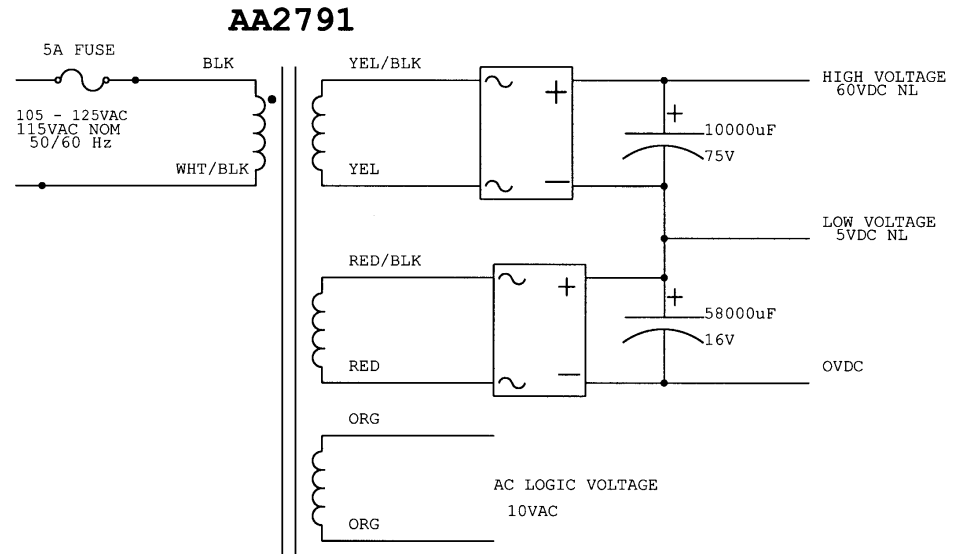 AA2791
5A FUSE
BLK
YEL/BLK
HIGH VOLTAGE
60VDC NL
105 - 125VAC
115VAC NOM
50/60 Hz
+
+
10000uF
75V
WHT/BLK
YEL
−
LOW VOLTAGE
5VDC NL
RED/BLK
+
+
58000uF
16V
RED
−
OVDC
ORG
AC LOGIC VOLTAGE
10VAC
ORG